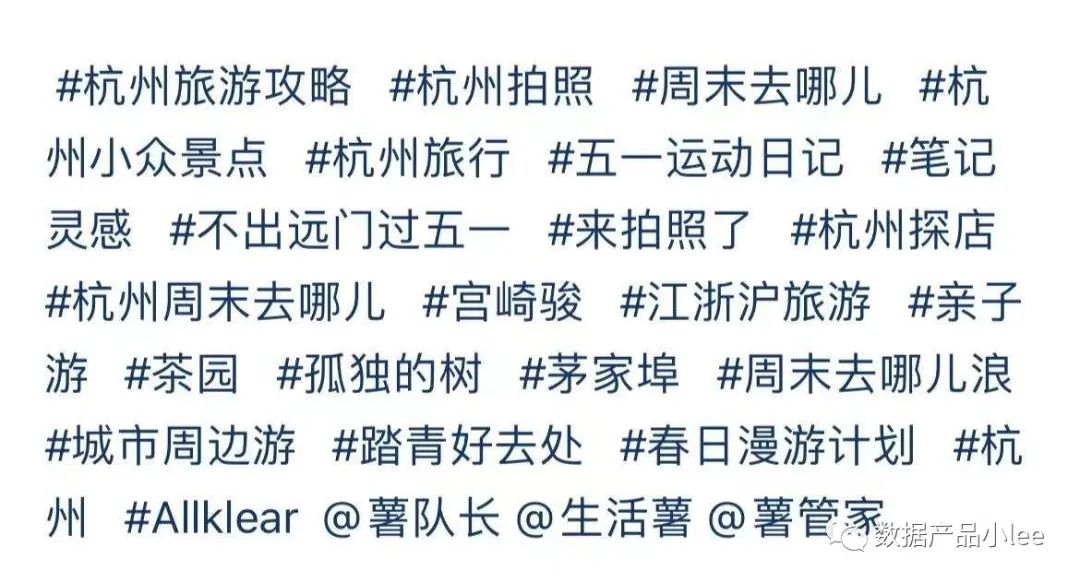 #杭州旅游攻略 #杭州拍照 #周末去哪儿 #杭
州小众景点 #杭州旅行 #五一运动日记 #笔记
灵感 #不出远门过五一 #来拍照了 #杭州探店
#杭州周末去哪儿 #宫崎骏 #江浙沪旅游 #亲子
游 #茶园 #孤独的树 #茅家埠 #周末去哪儿浪
#城市周边游 #踏青好去处 #春日漫游计划 #杭
州 #Allklear @薯队长 @生活薯 @薯管家
数据产品小lee